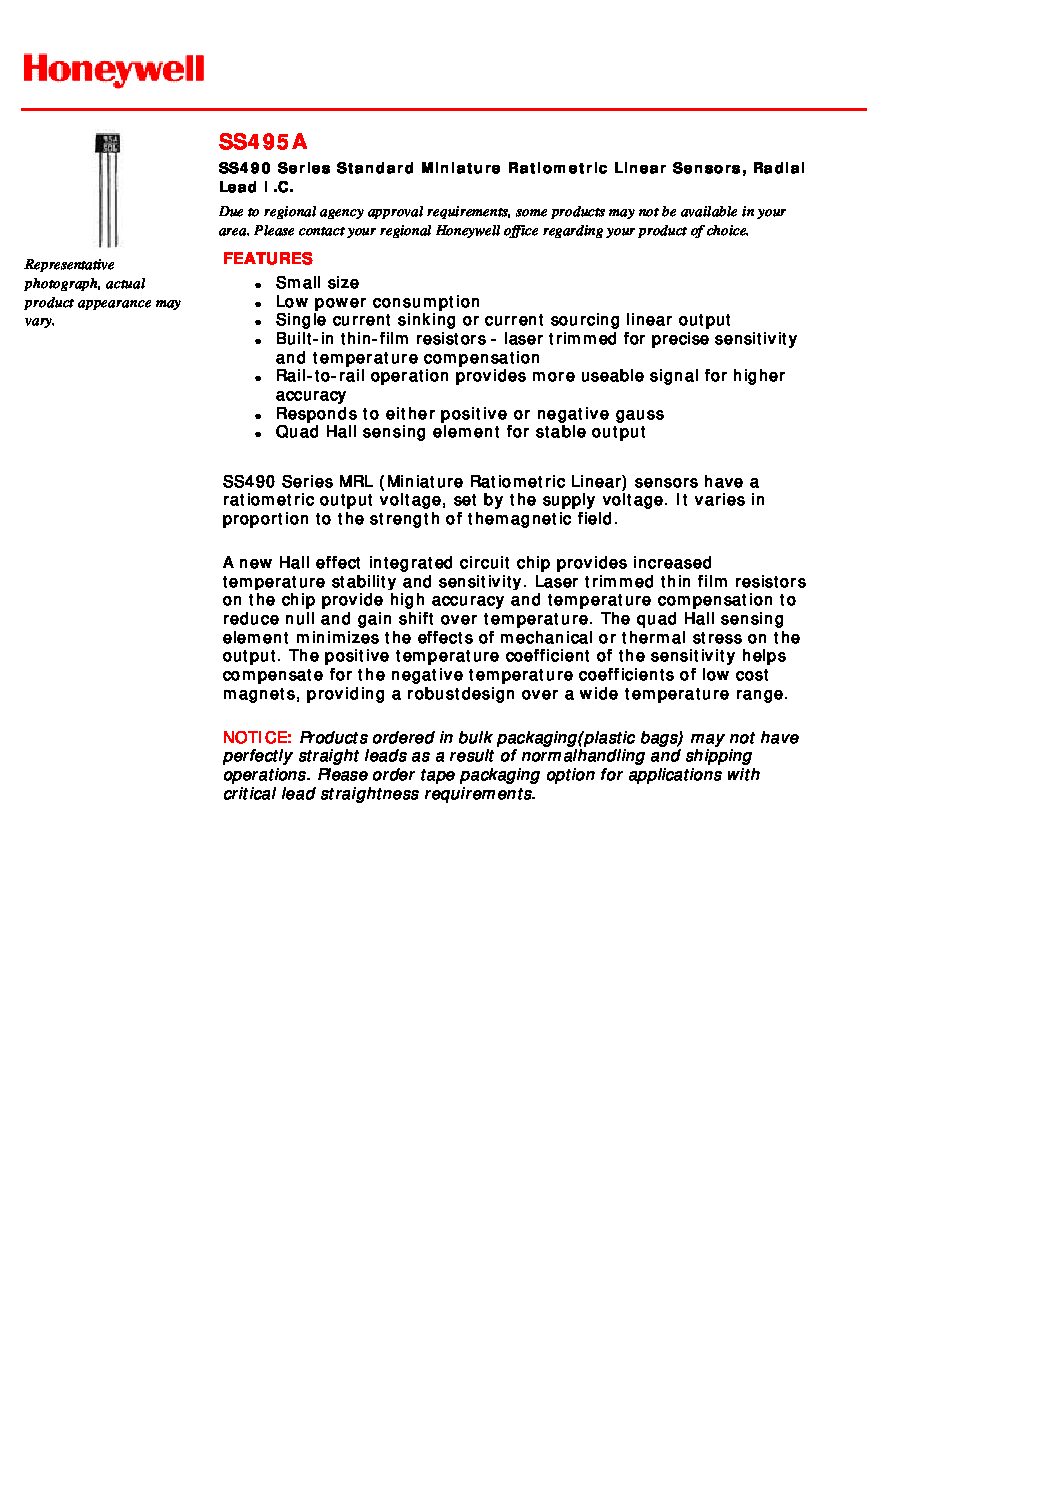 Honeywell
SS495A
SS490 Series Standard Miniature Ratiometric Linear Sensors, Radial
Lead I.C.
Due to regional agency approval requirements, some products may not be available in your
area. Please contact your regional Honeywell office regarding your product of choice.
Representative
photograph, actual
product appearance may
vary.
FEATURES
● Small size
● Low power consumption
● Single current sinking or current sourcing linear output
● Built-in thin-film resistors - laser trimmed for precise sensitivity
and temperature compensation
● Rail-to-rail operation provides more useable signal for higher
accuracy
● Responds to either positive or negative gauss
● Quad Hall sensing element for stable output
SS490 Series MRL (Miniature Ratiometric Linear) sensors have a
ratiometric output voltage, set by the supply voltage. It varies in
proportion to the strength of themagnetic field.
A new Hall effect integrated circuit chip provides increased
temperature stability and sensitivity. Laser trimmed thin film resistors
on the chip provide high accuracy and temperature compensation to
reduce null and gain shift over temperature. The quad Hall sensing
element minimizes the effects of mechanical or thermal stress on the
output. The positive temperature coefficient of the sensitivity helps
compensate for the negative temperature coefficients of low cost
magnets, providing a robustdesign over a wide temperature range.
NOTICE: Products ordered in bulk packaging(plastic bags) may not have
perfectly straight leads as a result of normalhandling and shipping
operations. Please order tape packaging option for applications with
critical lead straightness requirements.